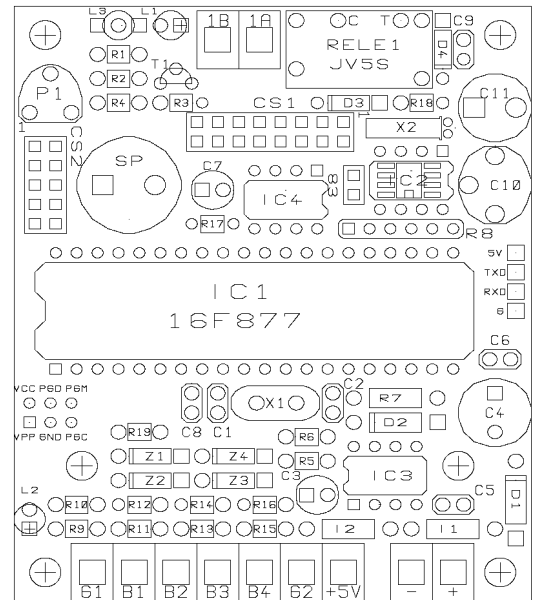 L3 L1 1B 1A C T C9
R1 RELE1 D4
R2 T1 JV5S
P1 C11
R4 R3 CS1 D3 R18
1 1
X2
CS2
SP C7 IC2
B3 C10
IC4
R17
R8
5V
IC1 TXD
16F877 RXD
G
C6
VCC PGD PGM C2
R7
X1 C4
VPP GND PGC C8 C1 D2
R19 R6
Z1 Z4 R5
IC3
Z2 Z3 C3
L2 C5
R10 R12 R14 R16 D1
R9 R11 R13 R15 I2 I1
G1 B1 B2 B3 B4 G2 +5V - +